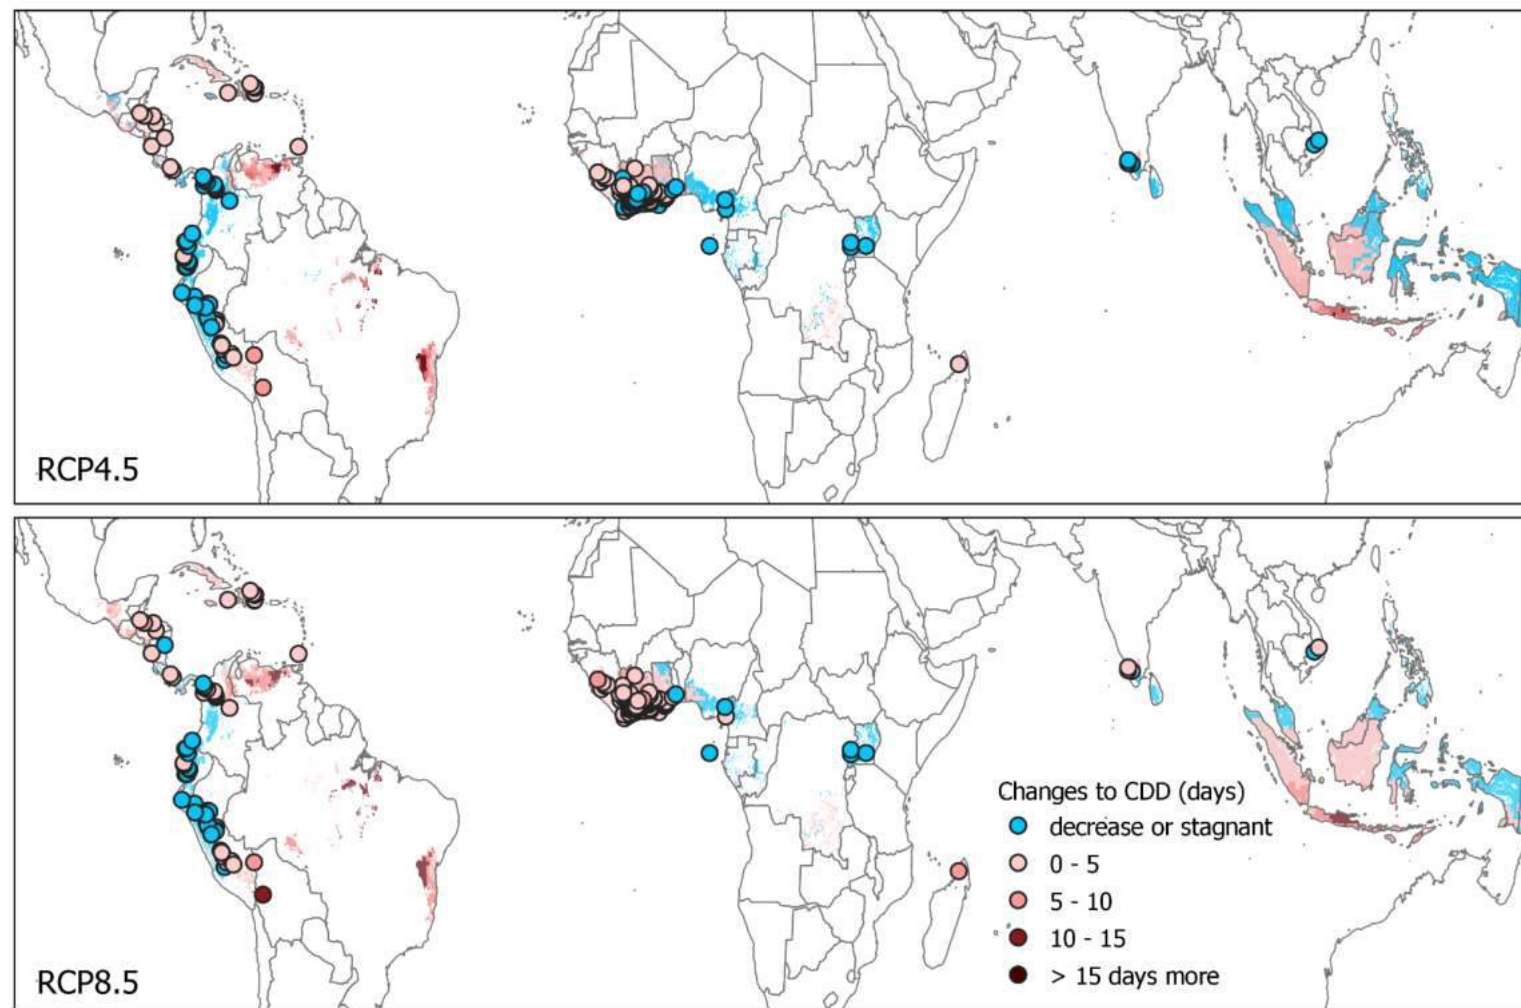 RCP4.5
Changes to CDD (days)
decrease or stagnant
0 - 5
5 - 10
10 - 15
> 15 days more
RCP8.5